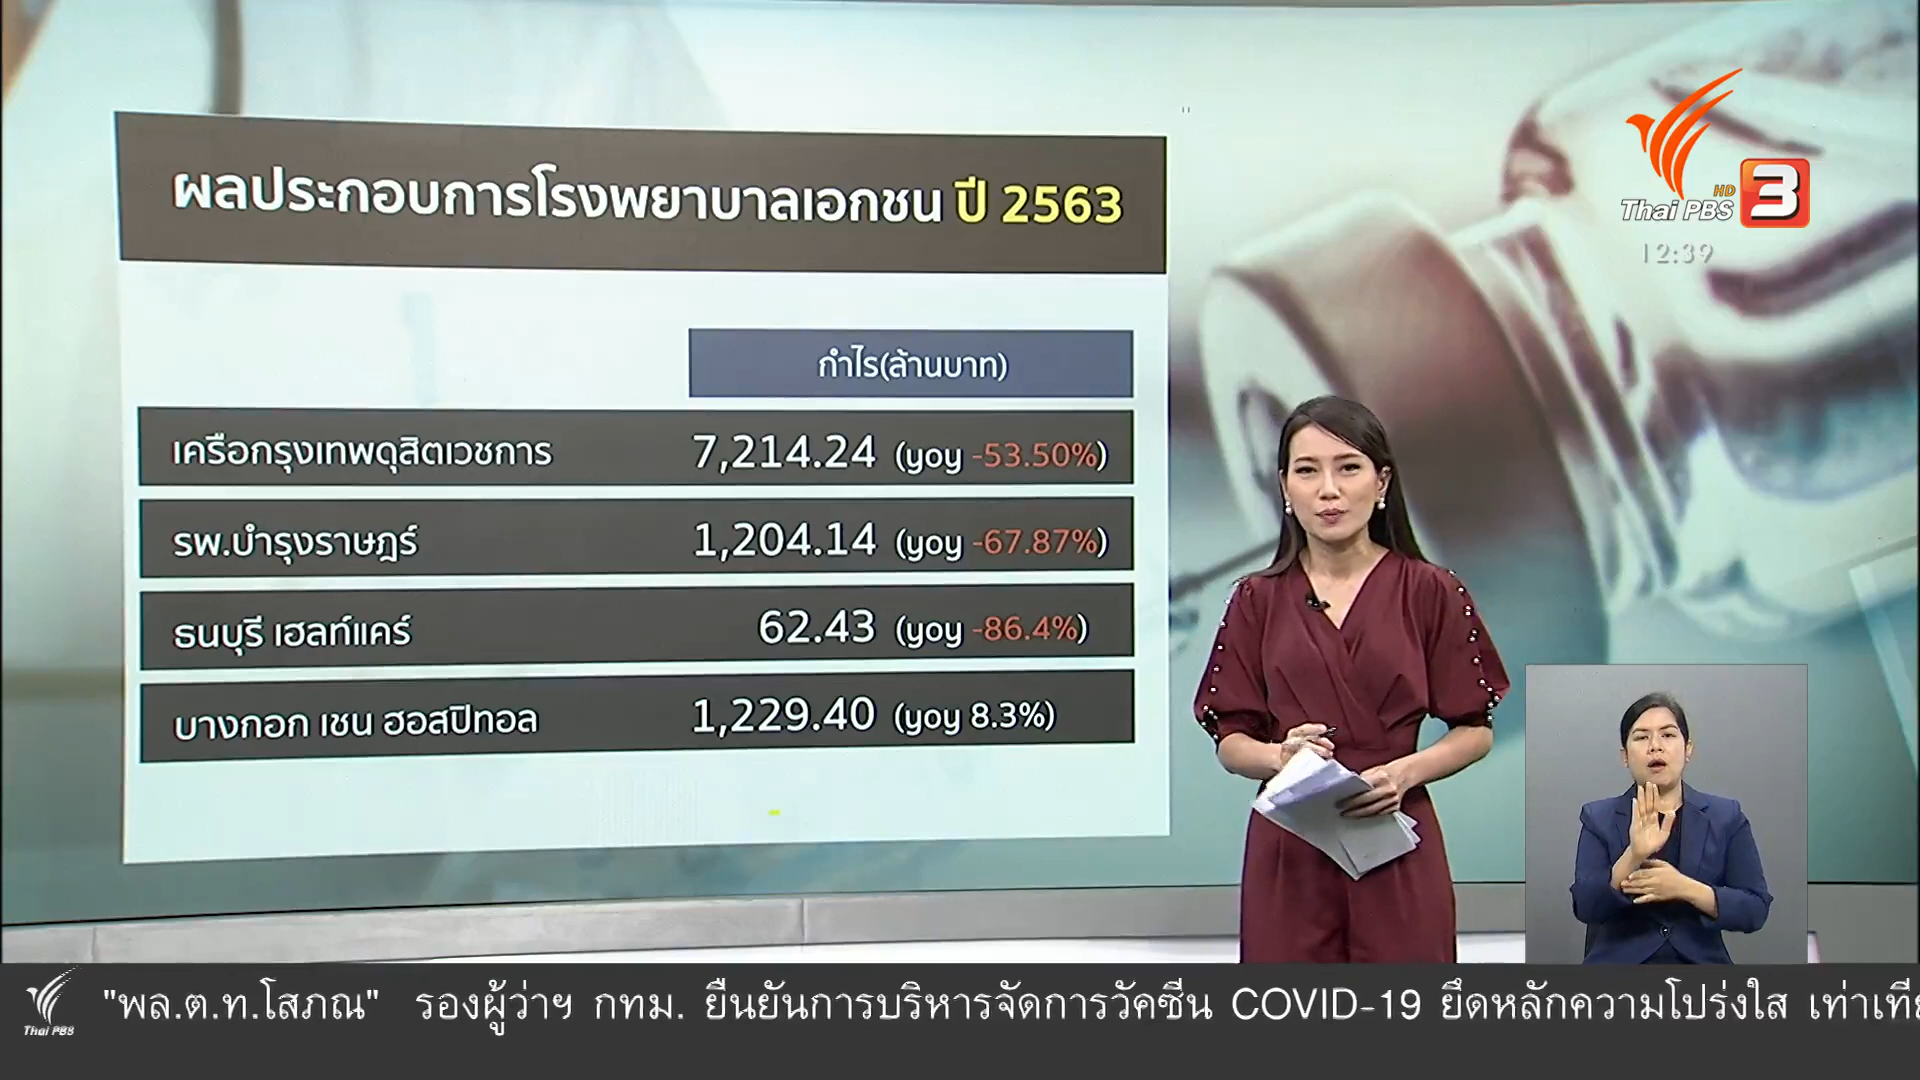 ผลประกอบการโรงพยาบาลเอกชน ปี 2563
กำไร(ล้านบาท)
เครือกรุงเทพดุสิตเวชการ 7,214.24 (yoy -53.50%)
รพ.บำรุงราษฎร์ 1,204.14 (yoy -67.87%)
ธนบุรี เฮลท์แคร์ 62.43 (yoy -86.4%)
บางกอก เชน ฮอสปิทอล 1,229.40 (yoy 8.3%)
Thai PBS HD 3
12:39
Thai PBS "พล.ต.ท.โสภณ" รองผู้ว่าฯ กทม. ยืนยันการบริหารจัดการวัคซีน COVID-19 ยึดหลักความโปร่งใส เท่าเที